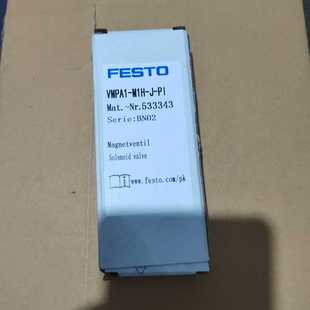 FESTO
VMPA1-M1H-J-PI
Mat.-Nr.533343
Serie:BN02
Magnetventil
Solenoid valve
www.festo.com/pk